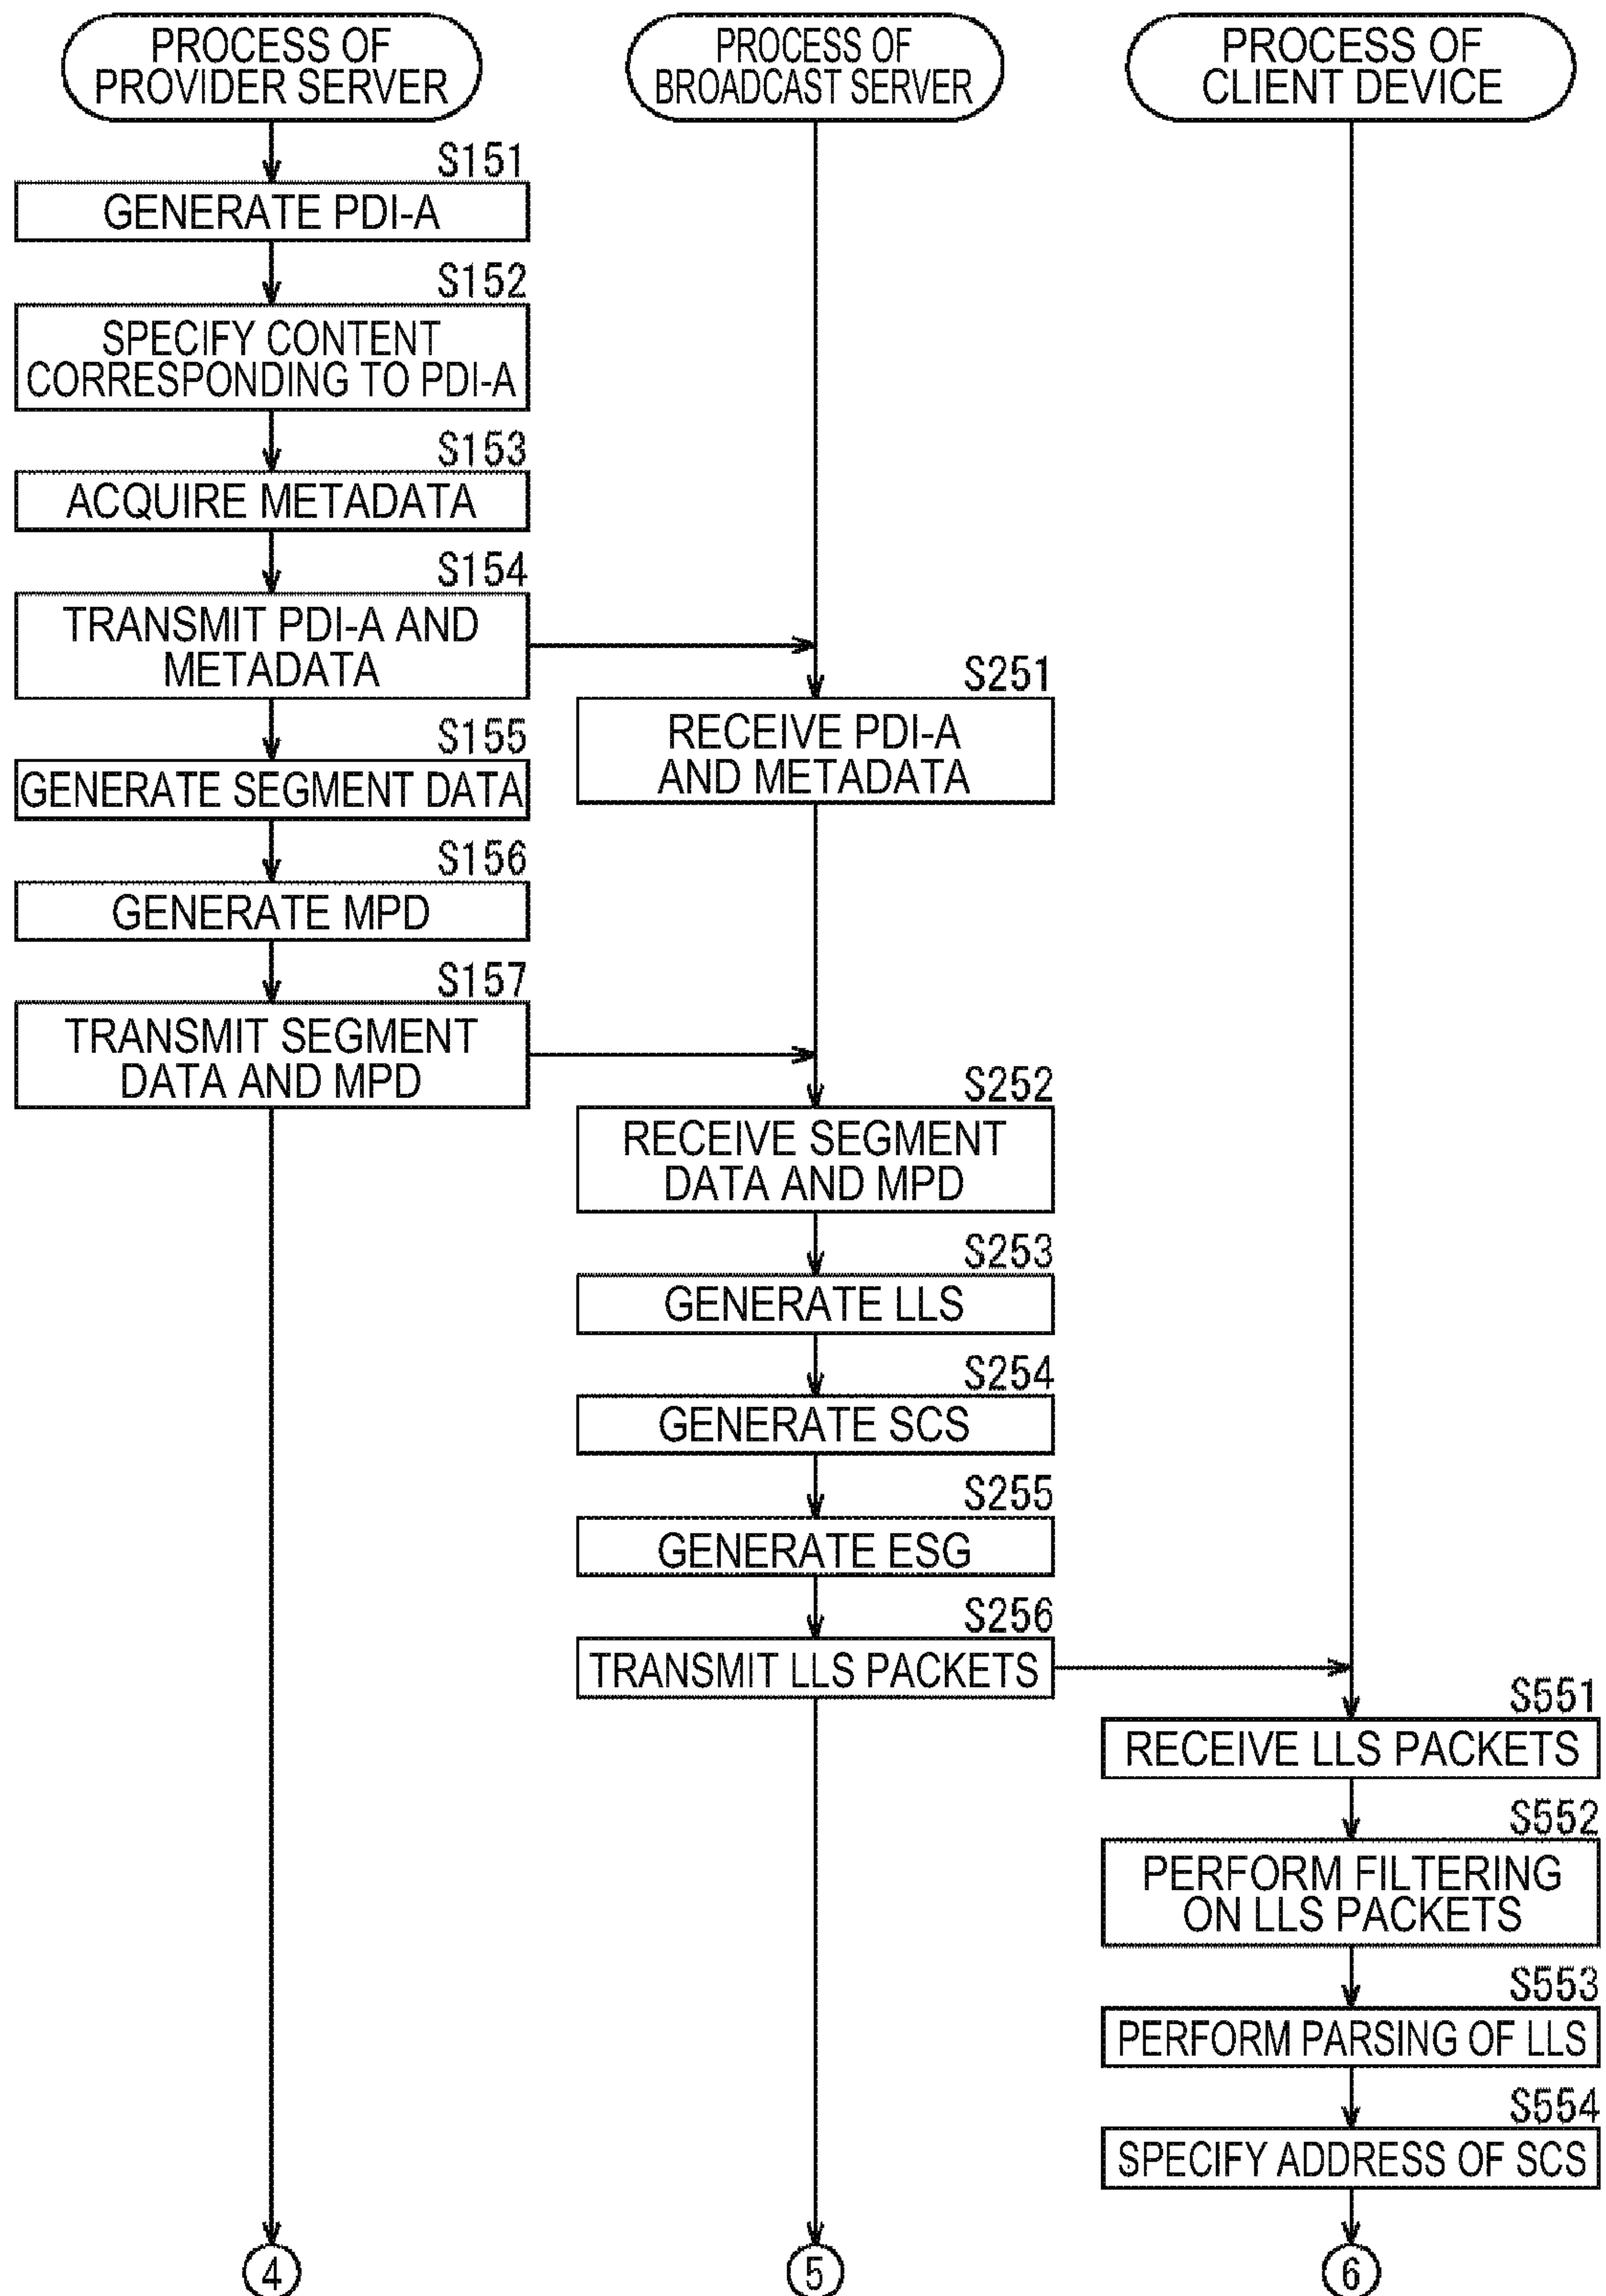 PROCESS OF
PROVIDER SERVER
PROCESS OF
BROADCAST SERVER
PROCESS OF
CLIENT DEVICE
S151
GENERATE PDI-A
S152
SPECIFY CONTENT
CORRESPONDING TO PDI-A
S153
ACQUIRE METADATA
S154
TRANSMIT PDI-A AND
METADATA
S251
RECEIVE PDI-A
AND METADATA
S155
GENERATE SEGMENT DATA
S156
GENERATE MPD
S157
TRANSMIT SEGMENT
DATA AND MPD
S252
RECEIVE SEGMENT
DATA AND MPD
S253
GENERATE LLS
S254
GENERATE SCS
S255
GENERATE ESG
S256
TRANSMIT LLS PACKETS
S551
RECEIVE LLS PACKETS
S552
PERFORM FILTERING
ON LLS PACKETS
S553
PERFORM PARSING OF LLS
S554
SPECIFY ADDRESS OF SCS
4
5
6